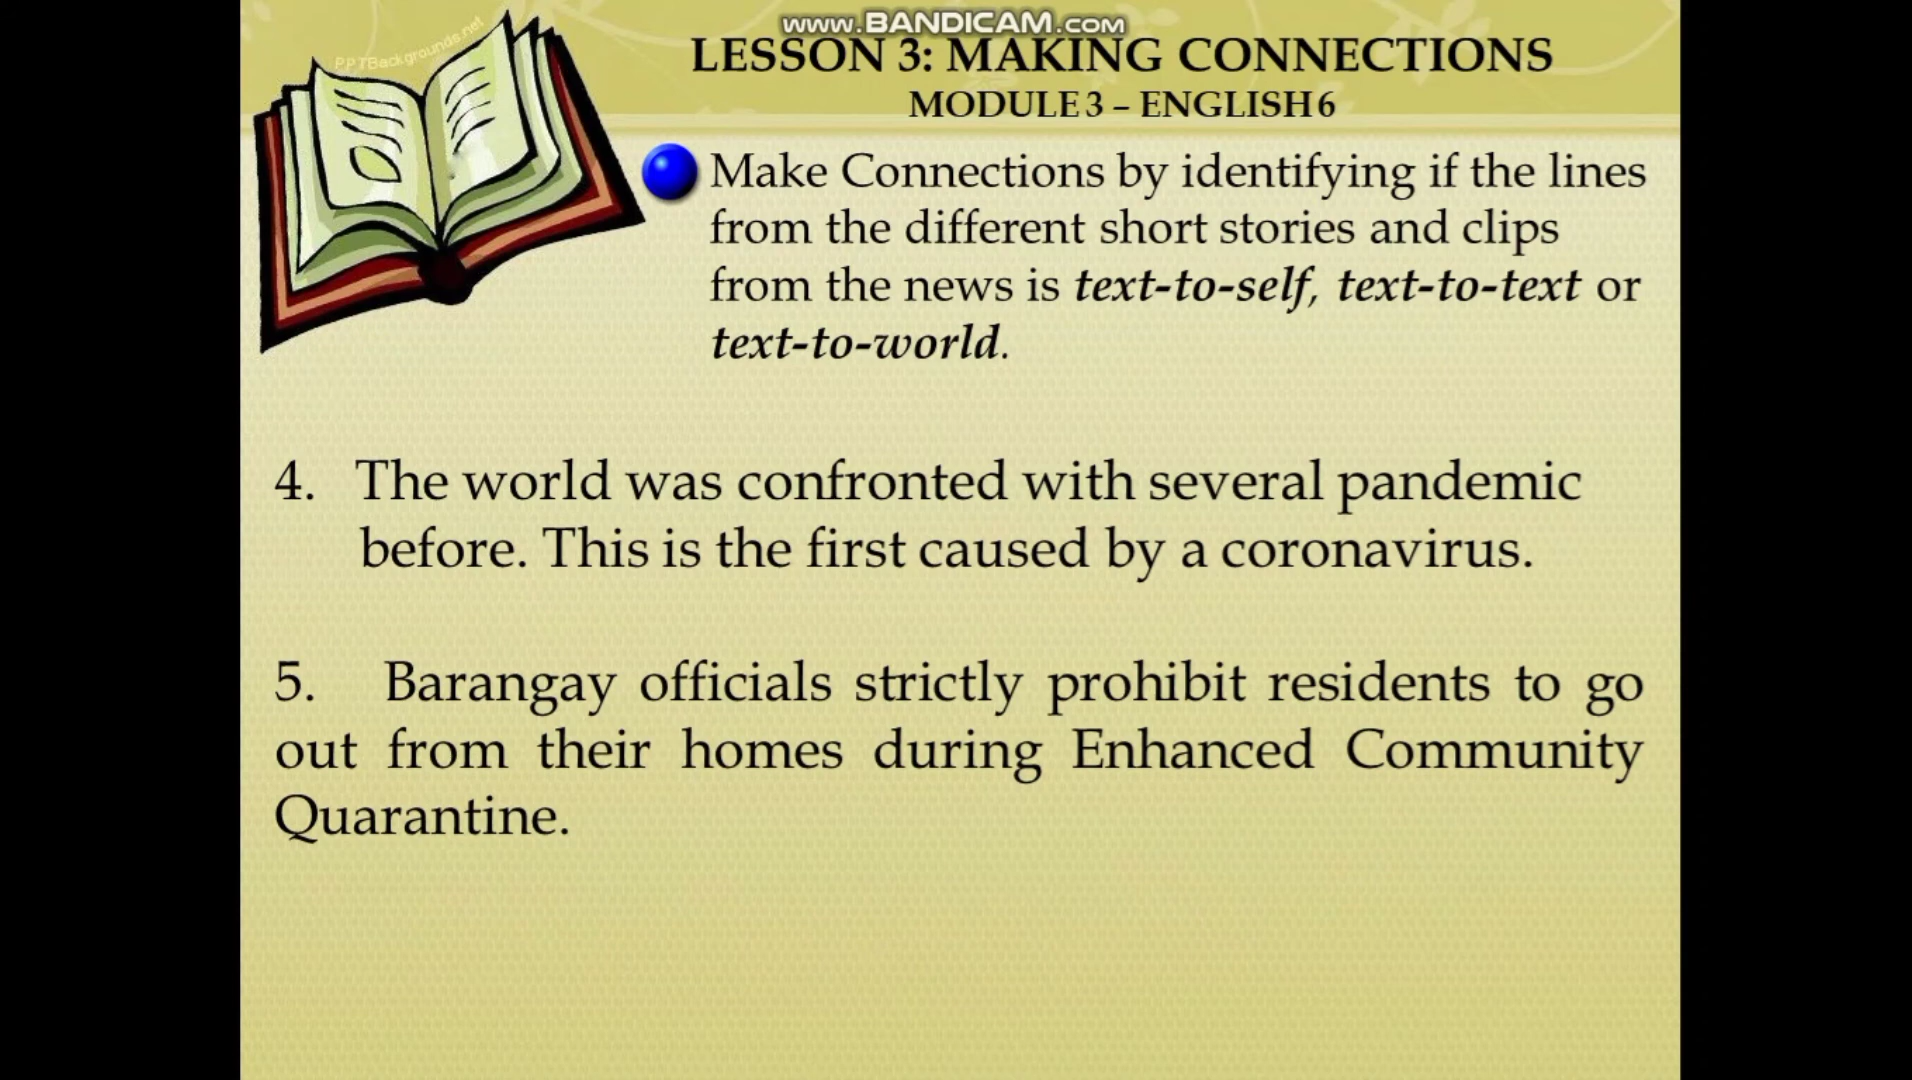 www.BANDICAM.com
PPTBackgrounds.net
LESSON 3: MAKING CONNECTIONS
MODULE 3 – ENGLISH 6
Make Connections by identifying if the lines
from the different short stories and clips
from the news is text-to-self, text-to-text or
text-to-world.
4. The world was confronted with several pandemic
before. This is the first caused by a coronavirus.
5. Barangay officials strictly prohibit residents to go
out from their homes during Enhanced Community
Quarantine.